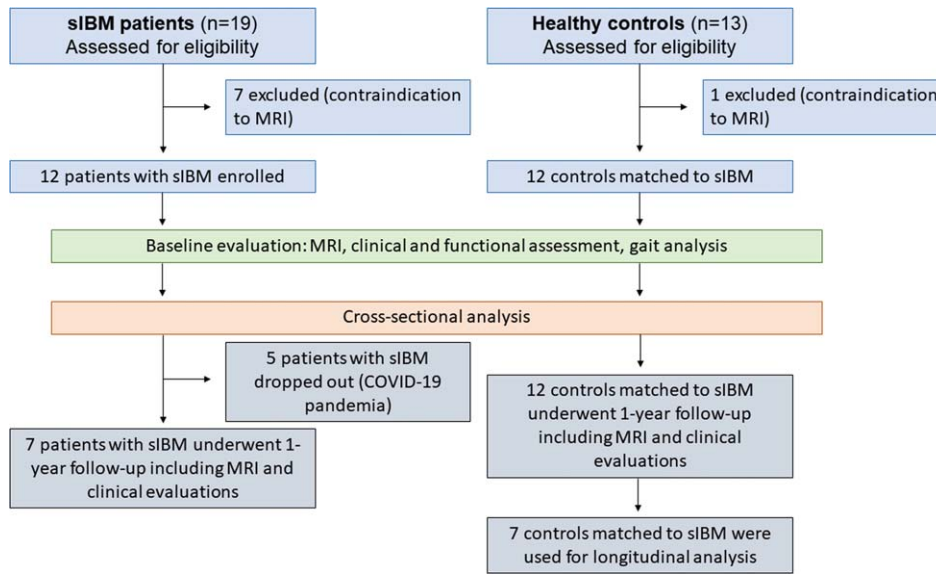 sIBM patients (n=19)
Assessed for eligibility
Healthy controls (n=13)
Assessed for eligibility
7 excluded (contraindication
to MRI)
1 excluded (contraindication
to MRI)
12 patients with sIBM enrolled
12 controls matched to sIBM
Baseline evaluation: MRI, clinical and functional assessment, gait analysis
Cross-sectional analysis
5 patients with sIBM
dropped out (COVID-19
pandemia)
12 controls matched to sIBM
underwent 1-year follow-up
including MRI and clinical
evaluations
7 patients with sIBM underwent 1-
year follow-up including MRI and
clinical evaluations
7 controls matched to sIBM were
used for longitudinal analysis